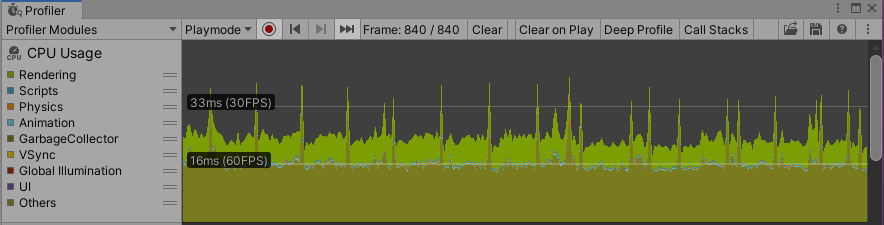 Profiler
Profiler Modules Playmode Frame: 840 / 840 Clear Clear on Play Deep Profile Call Stacks
CPU CPU Usage
Rendering
Scripts
Physics
Animation
GarbageCollector
VSync
Global Illumination
UI
Others
33ms (30FPS)
16ms (60FPS)